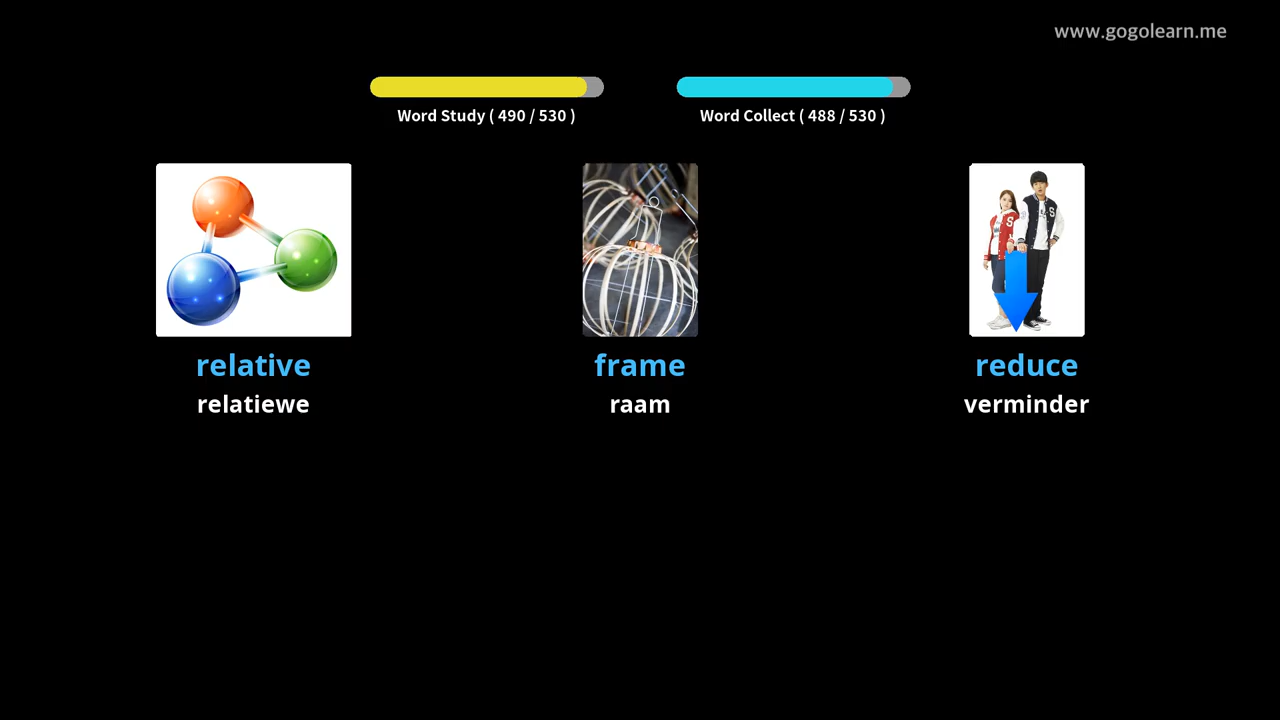 www.gogolearn.me
Word Study ( 490 / 530 )
Word Collect ( 488 / 530 )
relative
relatiewe
frame
raam
reduce
verminder